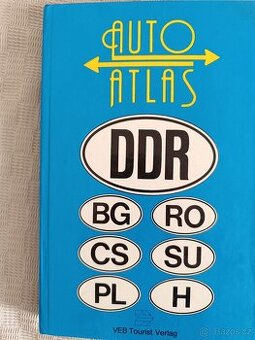 AUTO
ATLAS
DDR
BG RO
CS SU
PL H
VEB Tourist Verlag